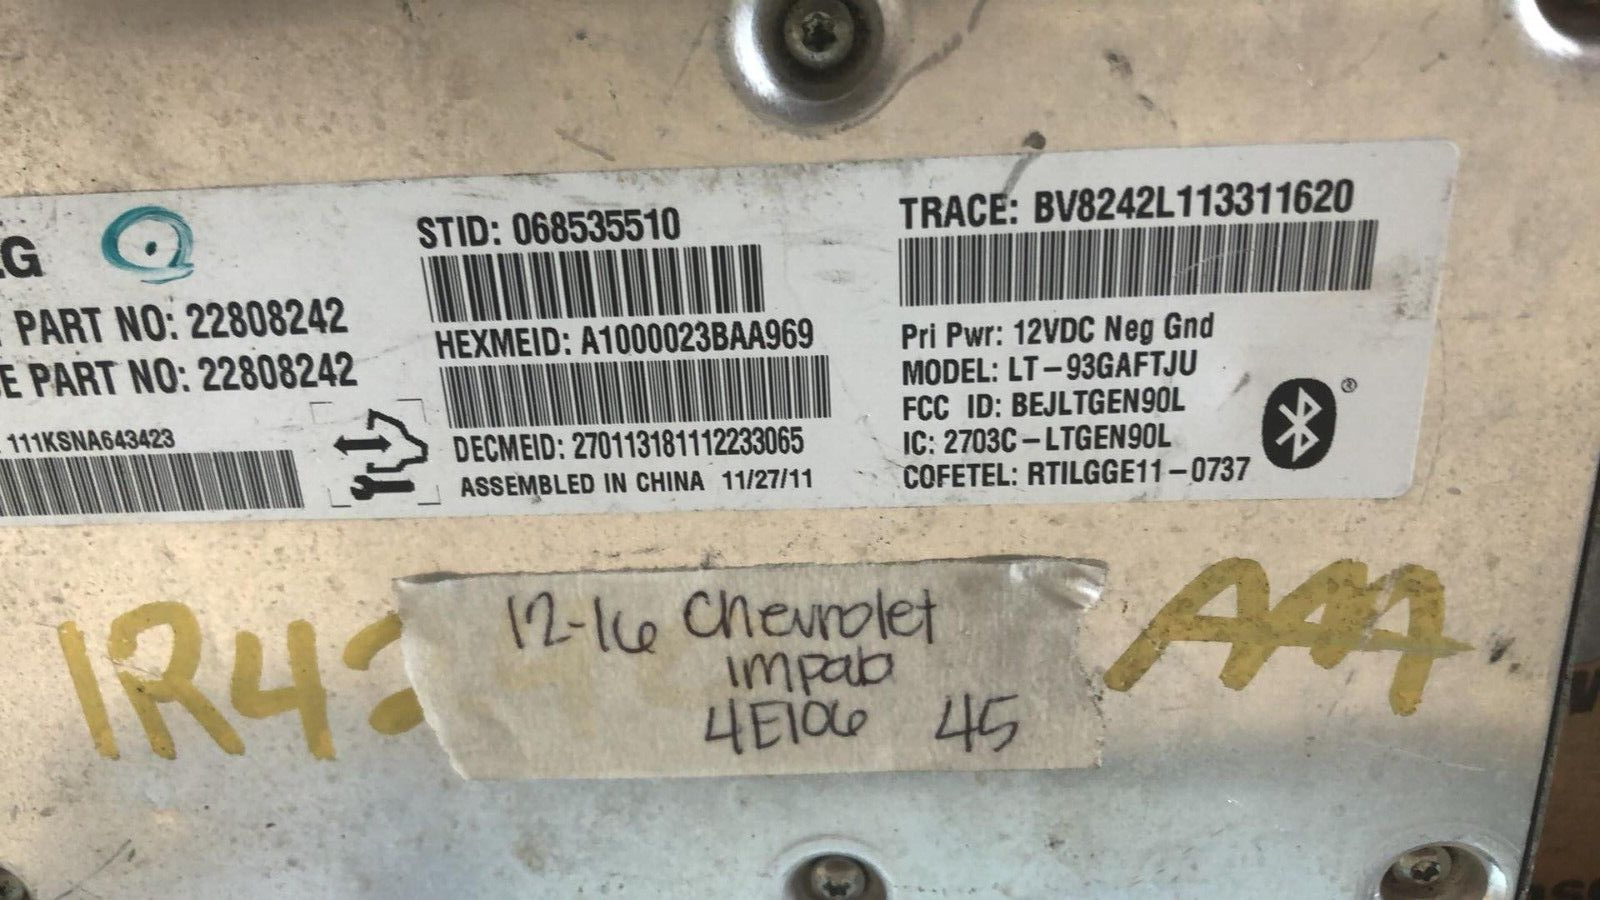 G
PART NO: 22808242
E PART NO: 22808242
111KSNA643423
STID: 068535510
HEXMEID: A1000023BAA969
DECMEID: 270113181112233065
ASSEMBLED IN CHINA 11/27/11
TRACE: BV8242L113311620
Pri Pwr: 12VDC Neg Gnd
MODEL: LT-93GAFTJU
FCC ID: BEJLTGEN90L
IC: 2703C-LTGEN90L
COFETEL: RTILGGE11-0737
®
1R42
12-16 Chevrolet
impala
4E106 45